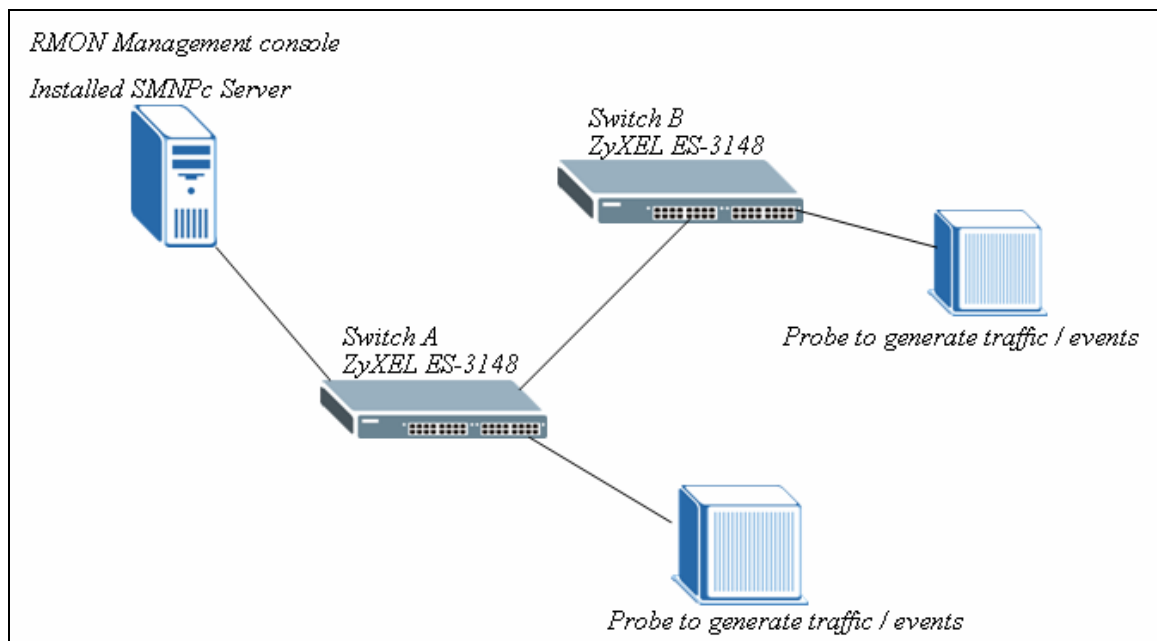 RMON Management console
Installed SMNPc Server
Switch B
ZyXEL ES-3148
Probe to generate traffic / events
Switch A
ZyXEL ES-3148
Probe to generate traffic / events